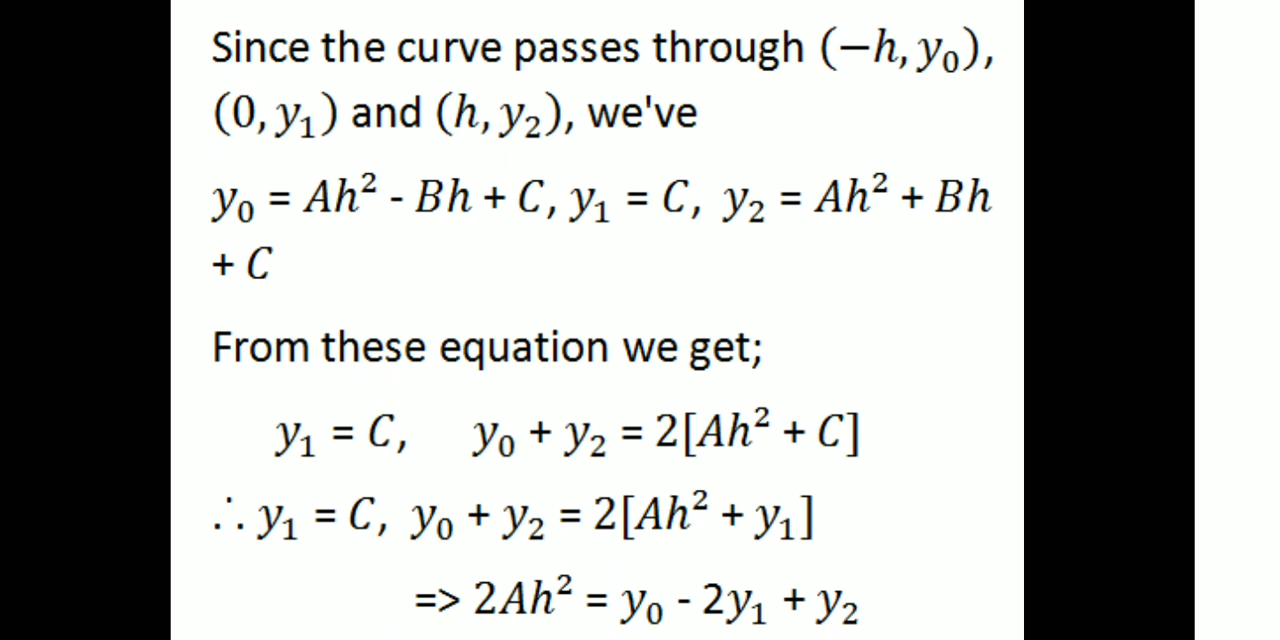 Since the curve passes through (−h, y₀),
(0, y₁) and (h, y₂), we've
y₀ = Ah² - Bh + C, y₁ = C, y₂ = Ah² + Bh
+ C
From these equation we get;
y₁ = C, y₀ + y₂ = 2[Ah² + C]
∴ y₁ = C, y₀ + y₂ = 2[Ah² + y₁]
=> 2Ah² = y₀ - 2y₁ + y₂